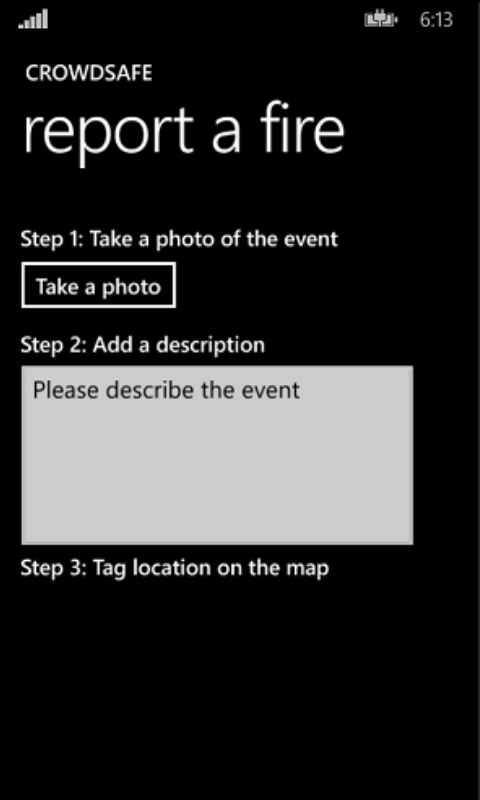 6:13
CROWDSAFE
report a fire
Step 1: Take a photo of the event
Take a photo
Step 2: Add a description
Please describe the event
Step 3: Tag location on the map